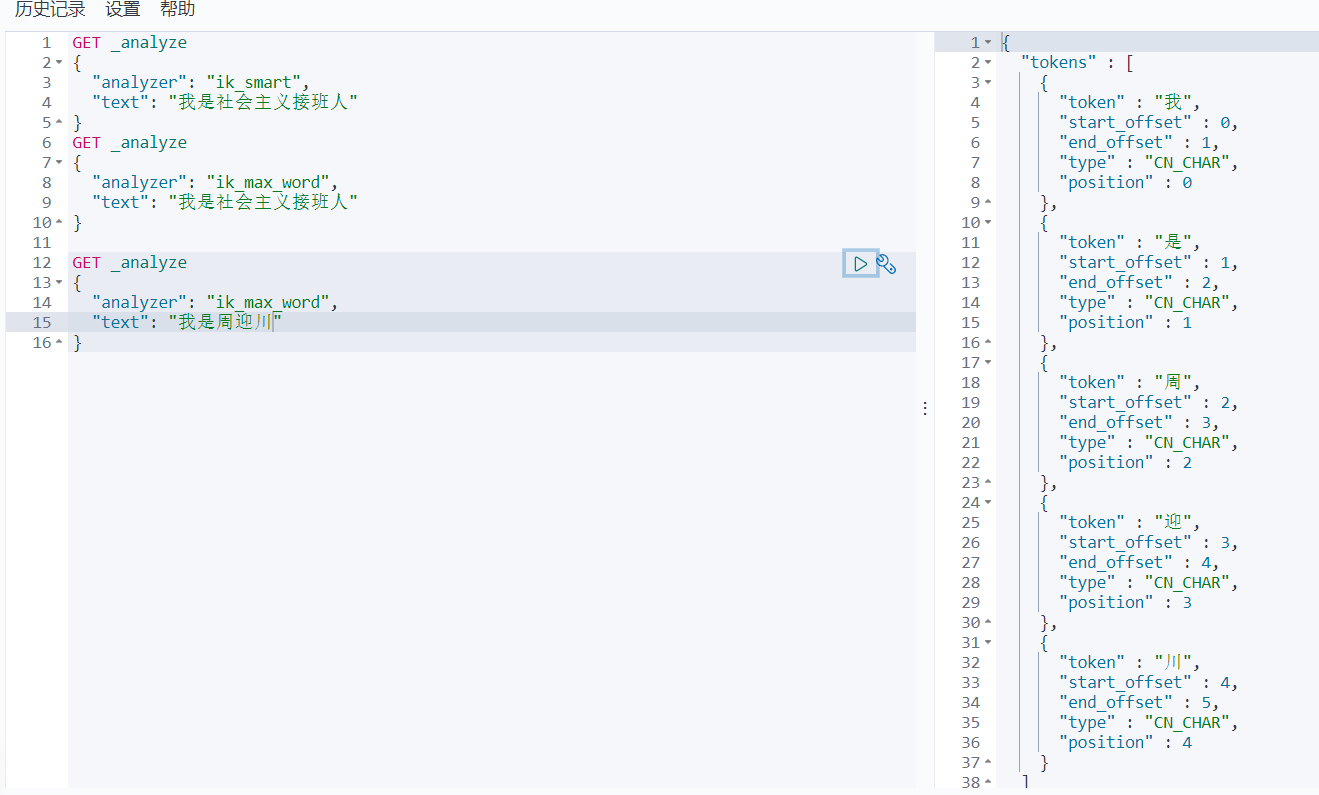 历史记录 设置 帮助
1 GET _analyze
2 {
3 "analyzer": "ik_smart",
4 "text": "我是社会主义接班人"
5 }
6 GET _analyze
7 {
8 "analyzer": "ik_max_word",
9 "text": "我是社会主义接班人"
10 }
11
12 GET _analyze
13 {
14 "analyzer": "ik_max_word",
15 "text": "我是周迎川"
16 }
1 {
2 "tokens" : [
3 {
4 "token" : "我",
5 "start_offset" : 0,
6 "end_offset" : 1,
7 "type" : "CN_CHAR",
8 "position" : 0
9 },
10 {
11 "token" : "是",
12 "start_offset" : 1,
13 "end_offset" : 2,
14 "type" : "CN_CHAR",
15 "position" : 1
16 },
17 {
18 "token" : "周",
19 "start_offset" : 2,
20 "end_offset" : 3,
21 "type" : "CN_CHAR",
22 "position" : 2
23 },
24 {
25 "token" : "迎",
26 "start_offset" : 3,
27 "end_offset" : 4,
28 "type" : "CN_CHAR",
29 "position" : 3
30 },
31 {
32 "token" : "川",
33 "start_offset" : 4,
34 "end_offset" : 5,
35 "type" : "CN_CHAR",
36 "position" : 4
37 }
38 ]